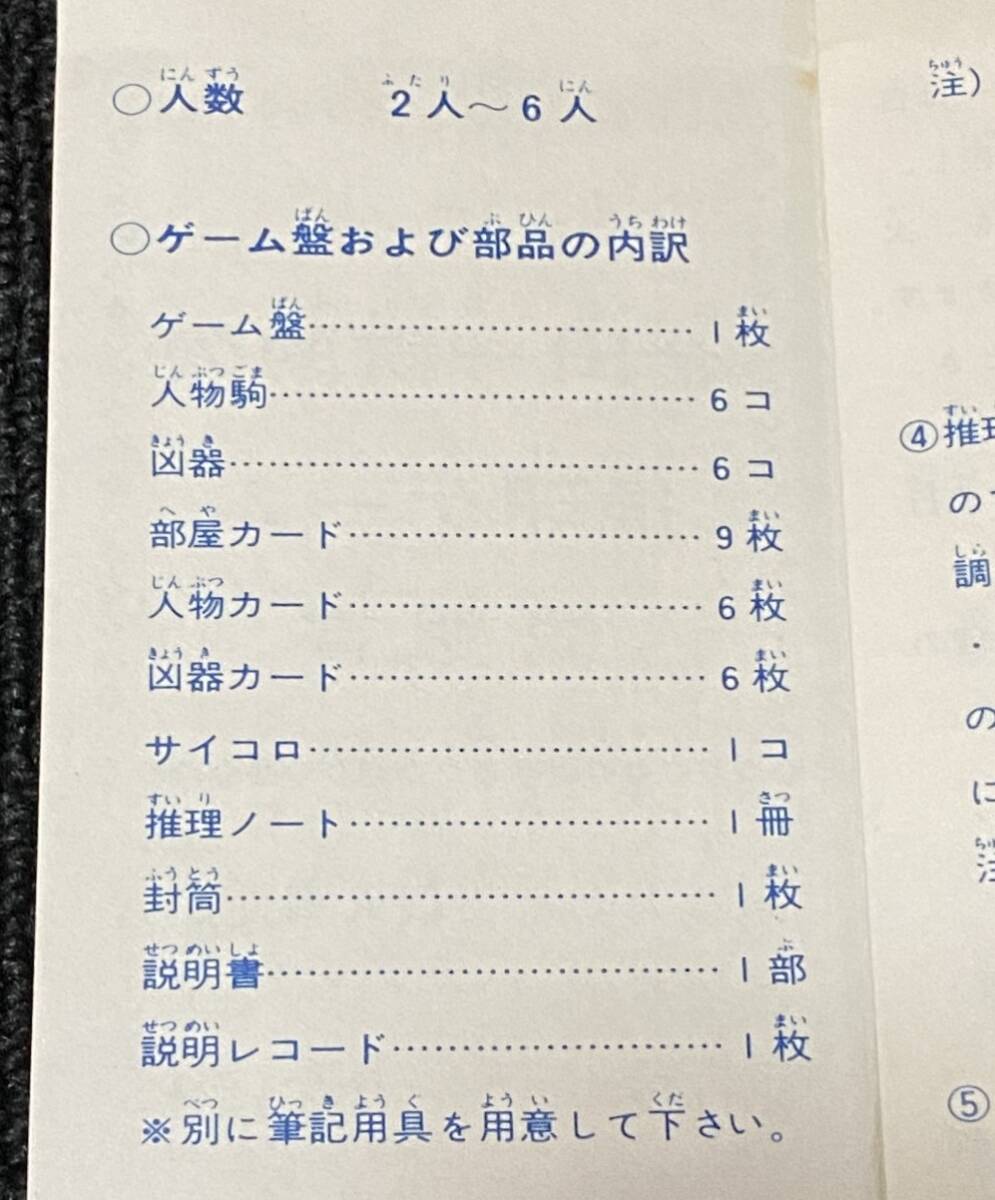 ○人数 2人～6人
○ゲーム盤および部品の内訳
ゲーム盤……………………………1枚
人物駒………………………………6コ
凶器…………………………………6コ
部屋カード…………………………9枚
人物カード…………………………6枚
凶器カード…………………………6枚
サイコロ……………………………1コ
推理ノート…………………………1冊
封筒…………………………………1枚
説明書………………………………1部
説明レコード………………………1枚
※別に筆記用具を用意して下さい。
注)
④推
の
調
・
の
に
⑤